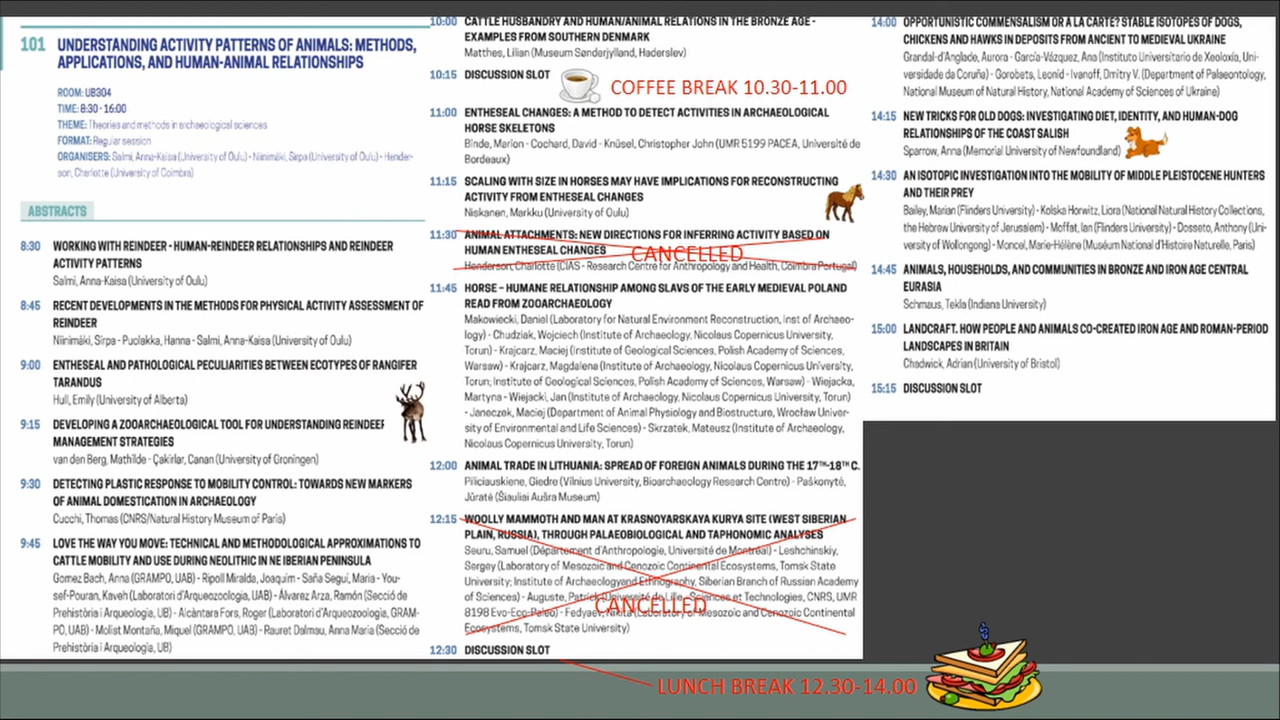 101 UNDERSTANDING ACTIVITY PATTERNS OF ANIMALS: METHODS,
APPLICATIONS, AND HUMAN-ANIMAL RELATIONSHIPS
ROOM: UB304
TIME: 8:30 - 16:00
THEME: Theories and methods in archaeological sciences
FORMAT: Regular session
ORGANISERS: Salmi, Anna-Kaisa (University of Oulu) - Niinimäki, Sirpa (University of Oulu) - Hender-
son, Charlotte (University of Coimbra)
ABSTRACTS
8:30 WORKING WITH REINDEER - HUMAN-REINDEER RELATIONSHIPS AND REINDEER
ACTIVITY PATTERNS
Salmi, Anna-Kaisa (University of Oulu)
8:45 RECENT DEVELOPMENTS IN THE METHODS FOR PHYSICAL ACTIVITY ASSESSMENT OF
REINDEER
Niinimäki, Sirpa - Puolakka, Hanna - Salmi, Anna-Kaisa (University of Oulu)
9:00 ENTHESEAL AND PATHOLOGICAL PECULIARITIES BETWEEN ECOTYPES OF RANGIFER
TARANDUS
Hull, Emily (University of Alberta)
9:15 DEVELOPING A ZOOARCHAEOLOGICAL TOOL FOR UNDERSTANDING REINDEER
MANAGEMENT STRATEGIES
van den Berg, Mathilde - Çakirlar, Canan (University of Groningen)
9:30 DETECTING PLASTIC RESPONSE TO MOBILITY CONTROL: TOWARDS NEW MARKERS
OF ANIMAL DOMESTICATION IN ARCHAEOLOGY
Cucchi, Thomas (CNRS/Natural History Museum of Paris)
9:45 LOVE THE WAY YOU MOVE: TECHNICAL AND METHODOLOGICAL APPROXIMATIONS TO
CATTLE MOBILITY AND USE DURING NEOLITHIC IN NE IBERIAN PENINSULA
Gomez Bach, Anna (GRAMPO, UAB) - Ripoll Miralda, Joaquim - Saña Seguí, Maria - You-
sef-Pouran, Kaveh (Laboratori d'Arqueozoologia, UAB) - Álvarez Arza, Ramón (Secció de
Prehistòria i Arqueologia, UB) - Alcàntara Fors, Roger (Laboratori d'Arqueozoologia, GRAM-
PO, UAB) - Molist Montaña, Miquel (GRAMPO, UAB) - Rauret Dalmau, Anna Maria (Secció de
Prehistòria i Arqueologia, UB)
10:00 CATTLE HUSBANDRY AND HUMAN/ANIMAL RELATIONS IN THE BRONZE AGE -
EXAMPLES FROM SOUTHERN DENMARK
Matthes, Lilian (Museum Sønderjylland, Haderslev)
10:15 DISCUSSION SLOT
COFFEE BREAK 10.30-11.00
11:00 ENTHESEAL CHANGES: A METHOD TO DETECT ACTIVITIES IN ARCHAEOLOGICAL
HORSE SKELETONS
Binde, Marion - Cochard, David - Knüsel, Christopher John (UMR 5199 PACEA, Université de
Bordeaux)
11:15 SCALING WITH SIZE IN HORSES MAY HAVE IMPLICATIONS FOR RECONSTRUCTING
ACTIVITY FROM ENTHESEAL CHANGES
Niskanen, Markku (University of Oulu)
11:30 ANIMAL ATTACHMENTS: NEW DIRECTIONS FOR INFERRING ACTIVITY BASED ON
HUMAN ENTHESEAL CHANGES
CANCELLED
Henderson, Charlotte (CIAS - Research Centre for Anthropology and Health, Coimbra Portugal)
11:45 HORSE – HUMANE RELATIONSHIP AMONG SLAVS OF THE EARLY MEDIEVAL POLAND
READ FROM ZOOARCHAEOLOGY
Makowiecki, Daniel (Laboratory for Natural Environment Reconstruction, Inst of Archaeo-
logy) - Chudziak, Wojciech (Institute of Archaeology, Nicolaus Copernicus University,
Torun) - Krajcarz, Maciej (Institute of Geological Sciences, Polish Academy of Sciences,
Warsaw) - Krajcarz, Magdalena (Institute of Archaeology, Nicolaus Copernicus University,
Torun; Institute of Geological Sciences, Polish Academy of Sciences, Warsaw) - Wiejacka,
Martyna - Wiejacki, Jan (Institute of Archaeology, Nicolaus Copernicus University, Torun)
- Janeczek, Maciej (Department of Animal Physiology and Biostructure, Wrocław Univer-
sity of Environmental and Life Sciences) - Skrzatek, Mateusz (Institute of Archaeology,
Nicolaus Copernicus University, Torun)
12:00 ANIMAL TRADE IN LITHUANIA: SPREAD OF FOREIGN ANIMALS DURING THE 17TH-18TH C.
Piliciauskiene, Giedre (Vilnius University, Bioarchaeology Research Centre) - Paškonytė,
Jūratė (Šiauliai Aušra Museum)
12:15 WOOLLY MAMMOTH AND MAN AT KRASNOYARSKAYA KURYA SITE (WEST SIBERIAN
PLAIN, RUSSIA), THROUGH PALAEOBIOLOGICAL AND TAPHONOMIC ANALYSES
Seuru, Samuel (Département d'Anthropologie, Université de Montréal) - Leshchinskiy,
Sergey (Laboratory of Mesozoic and Cenozoic Continental Ecosystems, Tomsk State
University; Institute of Archaeologyand Ethnography, Siberian Branch of Russian Academy
of Sciences) - Auguste, Patrick (Université de Lille - Sciences et Technologies, CNRS, UMR
8198 Evo-Eco-Paleo) - Fedyaev, Nikita (Laboratory of Mesozoic and Cenozoic Continental
Ecosystems, Tomsk State University)
CANCELLED
12:30 DISCUSSION SLOT
LUNCH BREAK 12.30-14.00
14:00 OPPORTUNISTIC COMMENSALISM OR A LA CARTE? STABLE ISOTOPES OF DOGS,
CHICKENS AND HAWKS IN DEPOSITS FROM ANCIENT TO MEDIEVAL UKRAINE
Grandal-d'Anglade, Aurora - García-Vázquez, Ana (Instituto Universitario de Xeoloxía, Uni-
versidade da Coruña) - Gorobets, Leonid - Ivanoff, Dmitry V. (Department of Palaeontology,
National Museum of Natural History, National Academy of Sciences of Ukraine)
14:15 NEW TRICKS FOR OLD DOGS: INVESTIGATING DIET, IDENTITY, AND HUMAN-DOG
RELATIONSHIPS OF THE COAST SALISH
Sparrow, Anna (Memorial University of Newfoundland)
14:30 AN ISOTOPIC INVESTIGATION INTO THE MOBILITY OF MIDDLE PLEISTOCENE HUNTERS
AND THEIR PREY
Bailey, Marian (Flinders University) - Kolska Horwitz, Liora (National Natural History Collections,
the Hebrew University of Jerusalem) - Moffat, Ian (Flinders University) - Dosseto, Anthony (Uni-
versity of Wollongong) - Moncel, Marie-Hélène (Muséum National d'Histoire Naturelle, Paris)
14:45 ANIMALS, HOUSEHOLDS, AND COMMUNITIES IN BRONZE AND IRON AGE CENTRAL
EURASIA
Schmaus, Tekla (Indiana University)
15:00 LANDCRAFT. HOW PEOPLE AND ANIMALS CO-CREATED IRON AGE AND ROMAN-PERIOD
LANDSCAPES IN BRITAIN
Chadwick, Adrian (University of Bristol)
15:15 DISCUSSION SLOT